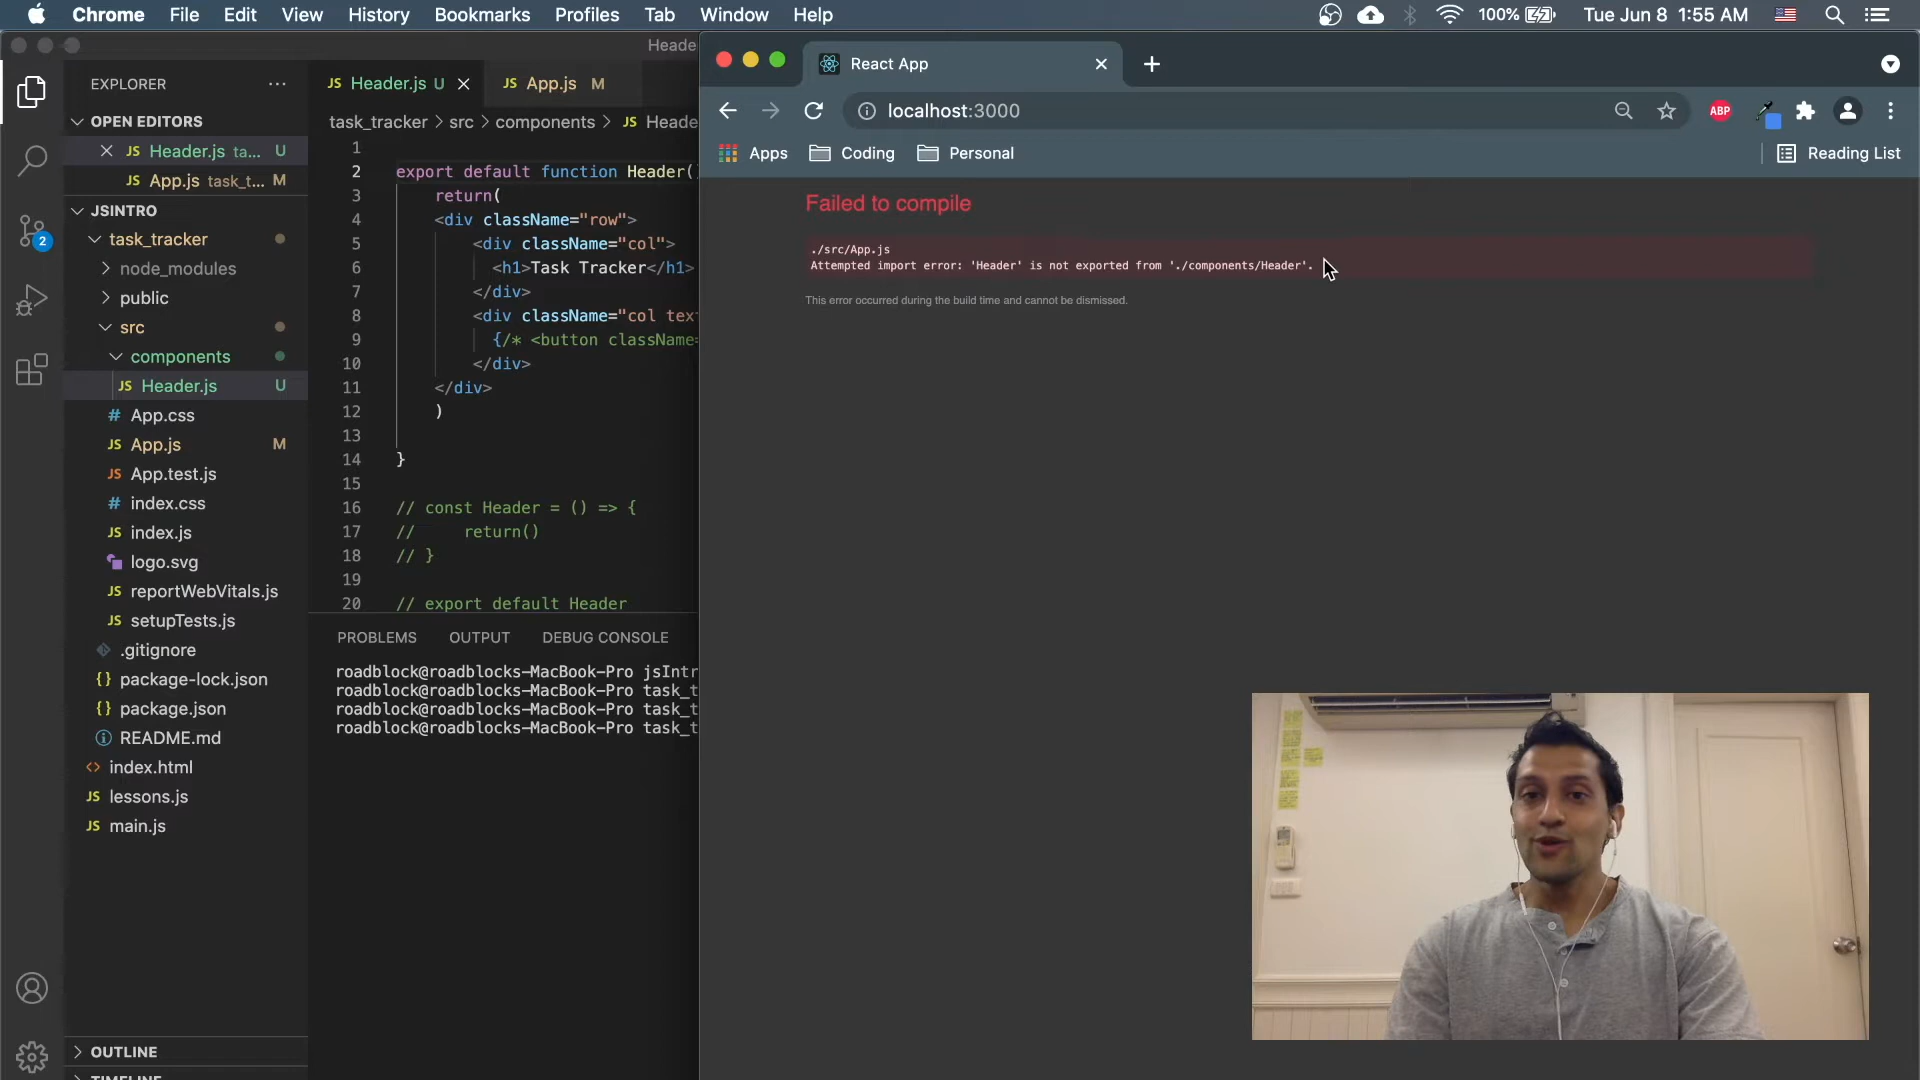 Chrome File Edit View History Bookmarks Profiles Tab Window Help 100% Tue Jun 8 1:55 AM
Heade
EXPLORER
OPEN EDITORS
Header.js ta... U
App.js task_t... M
JSINTRO
task_tracker
node_modules
public
src
components
Header.js U
App.css
App.js M
App.test.js
index.css
index.js
logo.svg
reportWebVitals.js
setupTests.js
.gitignore
package-lock.json
package.json
README.md
index.html
lessons.js
main.js
OUTLINE
TIMELINE
2
JS Header.js U JS App.js M
task_tracker > src > components > JS Heade
1
2 export default function Header()
3 return(
4 <div className="row">
5 <div className="col">
6 <h1>Task Tracker</h1>
7 </div>
8 <div className="col tex
9 {/* <button className=
10 </div>
11 </div>
12 )
13
14 }
15
16 // const Header = () => {
17 // return()
18 // }
19
20 // export default Header
PROBLEMS OUTPUT DEBUG CONSOLE
roadblock@roadblocks-MacBook-Pro jsIntr
roadblock@roadblocks-MacBook-Pro task_t
roadblock@roadblocks-MacBook-Pro task_t
roadblock@roadblocks-MacBook-Pro task_t
React App
localhost:3000
ABP
Apps Coding Personal Reading List
Failed to compile
./src/App.js
Attempted import error: 'Header' is not exported from './components/Header'.
This error occurred during the build time and cannot be dismissed.